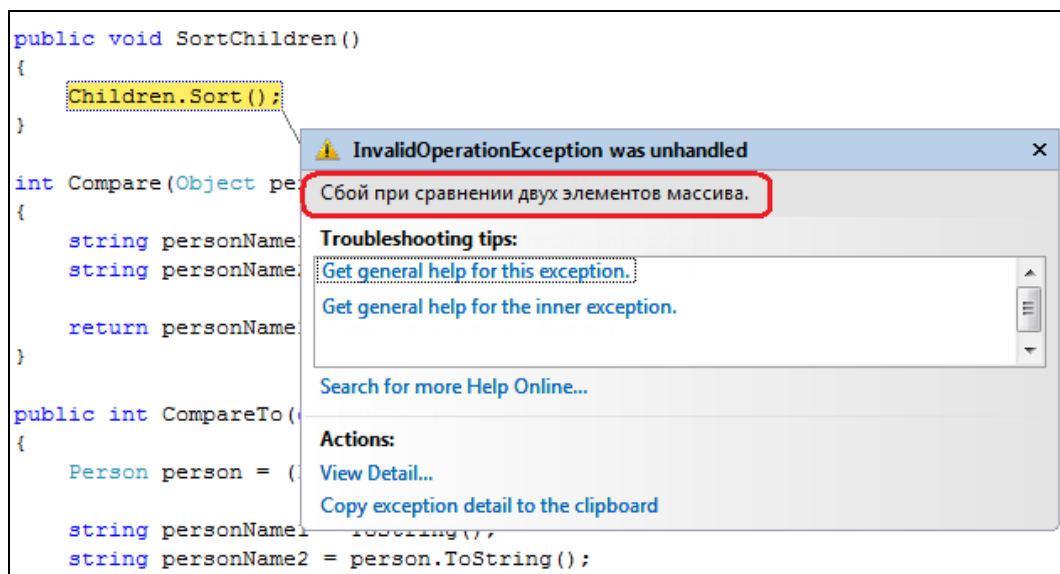 public void SortChildren()
{
Children.Sort();
}
InvalidOperationException was unhandled
Сбой при сравнении двух элементов массива.
Troubleshooting tips:
Get general help for this exception.
Get general help for the inner exception.
Search for more Help Online...
Actions:
View Detail...
Copy exception detail to the clipboard
int Compare(Object
{
string personName
string personName
return personName
}
public int CompareTo(
{
Person person = (
string personName1 = ToString();
string personName2 = person.ToString();